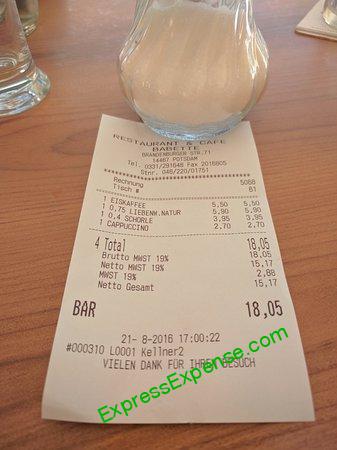 RESTAURANT & CAFE
BABETTE
BRANDENBURGER STR.71
14467 POTSDAM
Tel. 0331/291648 Fax 2016805
Stnr. 046/220/01751
Rechnung 5068
Tisch # 81
1 EISKAFFEE 5,50 5,50
1 0,75 LIEBENW.NATUR 5,90 5,90
1 0,4 SCHORLE 3,95 3,95
1 CAPPUCCINO 2,70 2,70
4 Total 18,05
Brutto MWST 19% 18,05
Netto MWST 19% 15,17
MWST 19% 2,88
Netto Gesamt 15,17
BAR 18,05
21- 8-2016 17:00:22
#000310 L0001 Kellner2
VIELEN DANK FÜR IHREN BESUCH
ExpressExpense.com